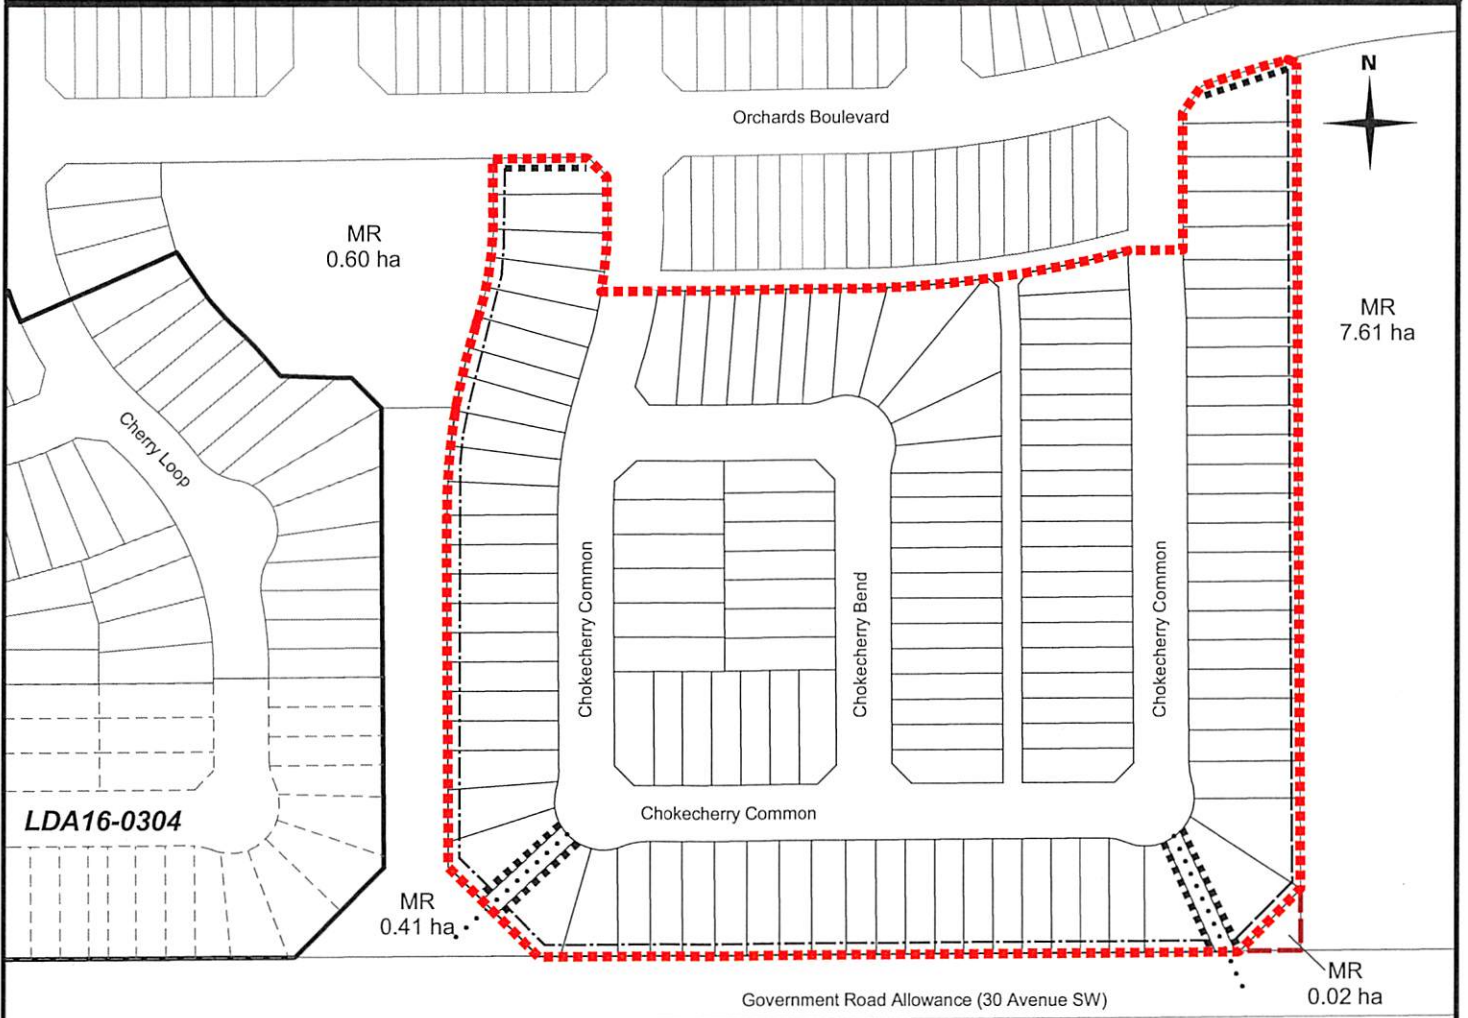 Orchards Boulevard
N
MR
0.60 ha
MR
7.61 ha
Cherry Loop
Chokecherry Common
Chokecherry Bend
Chokecherry Common
Chokecherry Common
LDA16-0304
MR
0.41 ha
MR
0.02 ha
Government Road Allowance (30 Avenue SW)